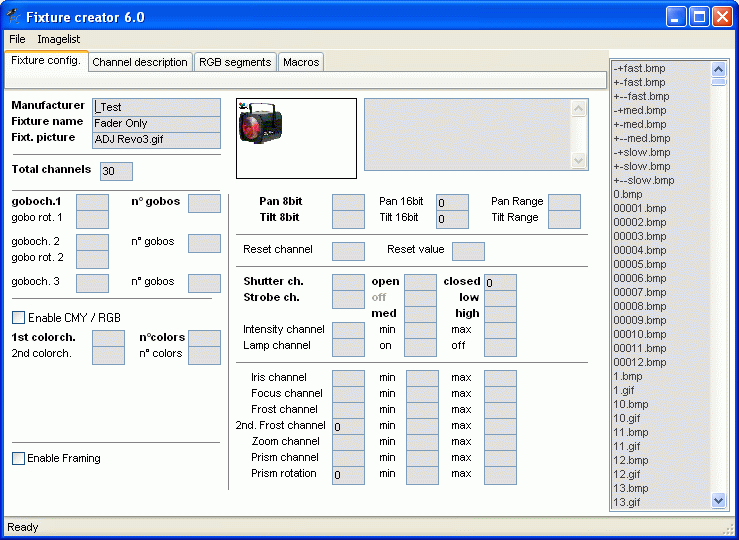 Fixture creator 6.0
File Imagelist
Fixture config. Channel description RGB segments Macros
Manufacturer _Test
Fixture name Fader Only
Fixt. picture ADJ Revo3.gif
Total channels 30
goboch.1 n° gobos
gobo rot. 1
goboch. 2 n° gobos
gobo rot. 2
goboch. 3 n° gobos
Enable CMY / RGB
1st colorch. n°colors
2nd colorch. n° colors
Enable Framing
Pan 8bit Pan 16bit 0 Pan Range
Tilt 8bit Tilt 16bit 0 Tilt Range
Reset channel Reset value
Shutter ch. open closed 0
Strobe ch. off low
med high
Intensity channel min max
Lamp channel on off
Iris channel min max
Focus channel min max
Frost channel min max
2nd. Frost channel 0 min max
Zoom channel min max
Prism channel min max
Prism rotation 0 min max
-+fast.bmp
+-fast.bmp
+--fast.bmp
-+med.bmp
+-med.bmp
+--med.bmp
-+slow.bmp
+-slow.bmp
+--slow.bmp
0.bmp
00001.bmp
00002.bmp
00003.bmp
00004.bmp
00005.bmp
00006.bmp
00007.bmp
00008.bmp
00009.bmp
00010.bmp
00011.bmp
00012.bmp
1.bmp
1.gif
10.bmp
10.gif
11.bmp
11.gif
12.bmp
12.gif
13.bmp
13.gif
Ready